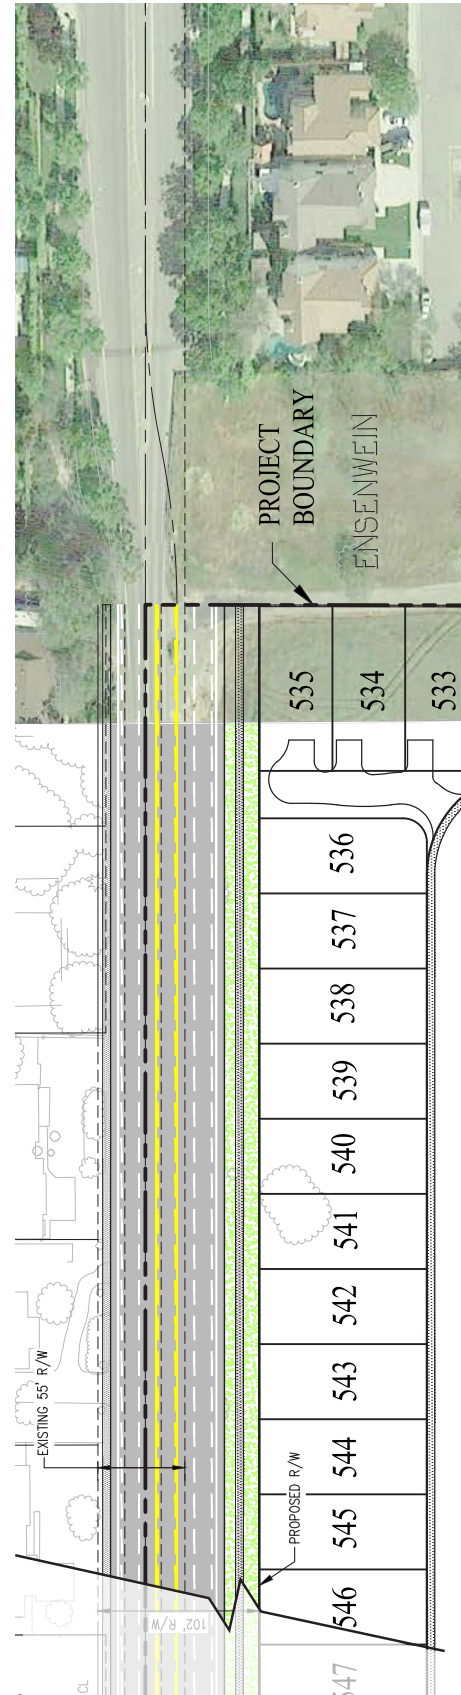 PROJECT
BOUNDARY
ENSENWEIN
535
534
533
536
537
538
539
540
541
542
543
544
545
546
547
EXISTING 55' R/W
PROPOSED R/W
102' R/W
CL